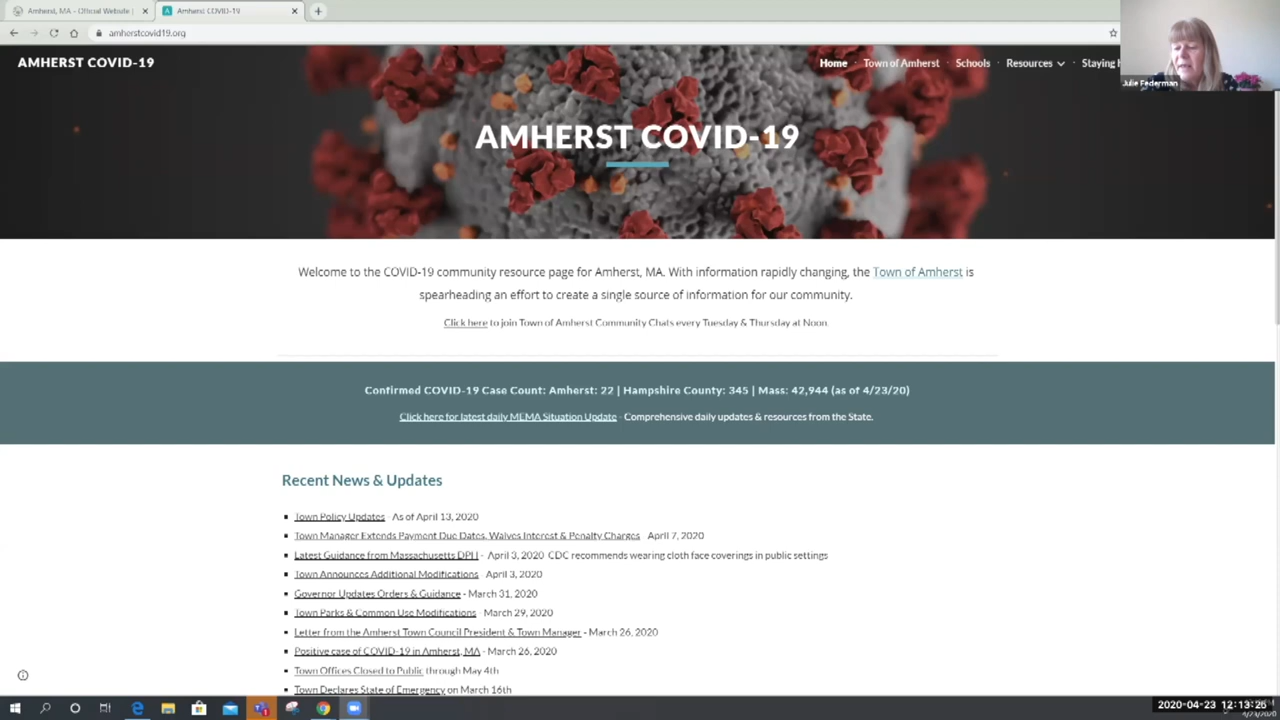 Amherst, MA - Official Website |
Amherst COVID-19
amherstcovid19.org
AMHERST COVID-19
Home
Town of Amherst
Schools
Resources
Staying
Julie Federman
AMHERST COVID-19
Welcome to the COVID-19 community resource page for Amherst, MA. With information rapidly changing, the Town of Amherst is
spearheading an effort to create a single source of information for our community.
Click here to join Town of Amherst Community Chats every Tuesday & Thursday at Noon.
Confirmed COVID-19 Case Count: Amherst: 22 | Hampshire County: 345 | Mass: 42,944 (as of 4/23/20)
Click here for latest daily MEMA Situation Update - Comprehensive daily updates & resources from the State.
Recent News & Updates
Town Policy Updates - As of April 13, 2020
Town Manager Extends Payment Due Dates, Waives Interest & Penalty Charges April 7, 2020
Latest Guidance from Massachusetts DPH - April 3, 2020 CDC recommends wearing cloth face coverings in public settings
Town Announces Additional Modifications April 3, 2020
Governor Updates Orders & Guidance - March 31, 2020
Town Parks & Common Use Modifications March 29, 2020
Letter from the Amherst Town Council President & Town Manager - March 26, 2020
Positive case of COVID-19 in Amherst, MA - March 26, 2020
Town Offices Closed to Public through May 4th
Town Declares State of Emergency on March 16th
2020-04-23 12:13:25
4/23/2020